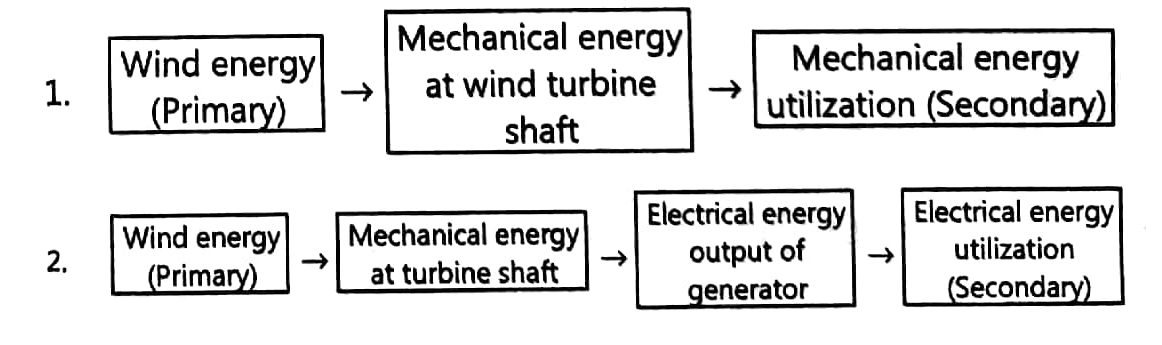 1.
Wind energy
(Primary)
→
Mechanical energy
at wind turbine
shaft
→
Mechanical energy
utilization (Secondary)
2.
Wind energy
(Primary)
→
Mechanical energy
at turbine shaft
→
Electrical energy
output of
generator
→
Electrical energy
utilization
(Secondary)